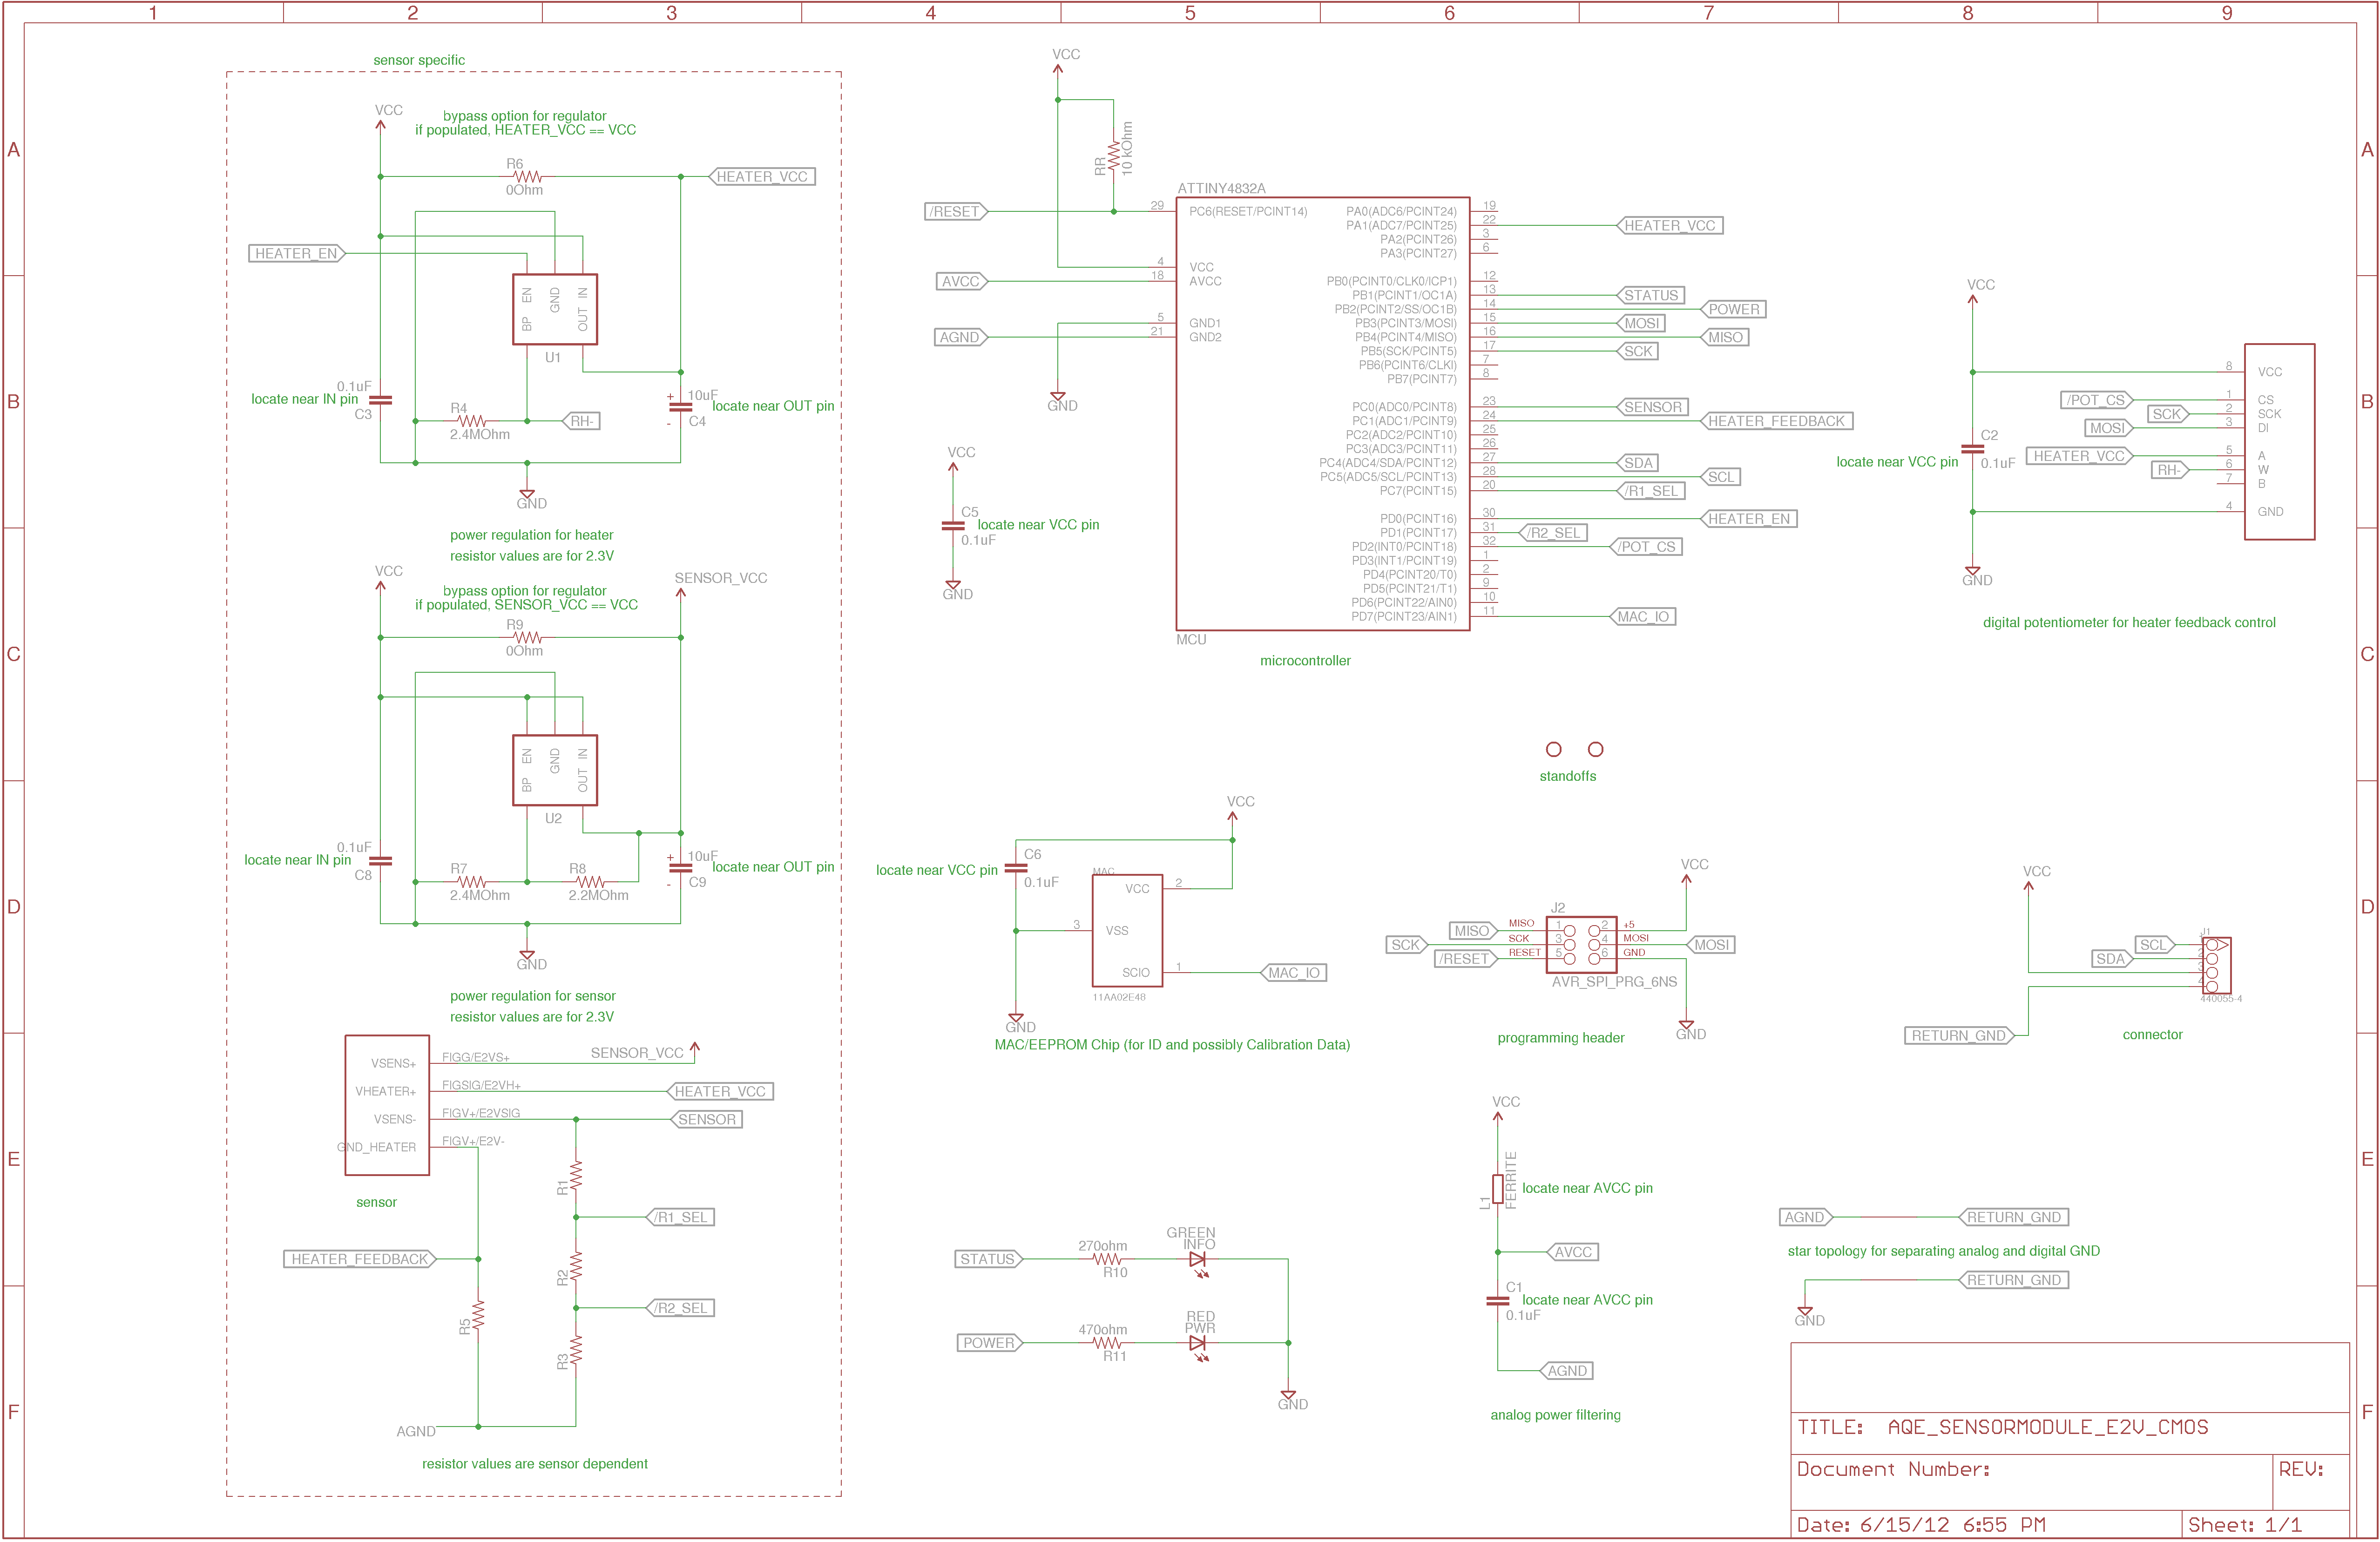 1 2 3 4 5 6 7 8 9
A
B
C
D
E
F
A
B
C
D
E
F
sensor specific
VCC
bypass option for regulator
if populated, HEATER_VCC == VCC
R6
0Ohm
HEATER_VCC
HEATER_EN
EN
GND
IN
BP
OUT
U1
0.1uF
locate near IN pin
C3
R4
2.4MOhm
RH-
+
10uF
locate near OUT pin
-
C4
GND
power regulation for heater
resistor values are for 2.3V
VCC
SENSOR_VCC
bypass option for regulator
if populated, SENSOR_VCC == VCC
R9
0Ohm
EN
GND
IN
BP
OUT
U2
0.1uF
locate near IN pin
C8
R7
2.4MOhm
R8
2.2MOhm
+
10uF
locate near OUT pin
-
C9
GND
power regulation for sensor
resistor values are for 2.3V
VSENS+
FIGG/E2VS+
SENSOR_VCC
VHEATER+
FIGSIG/E2VH+
HEATER_VCC
VSENS-
FIGV+/E2VSIG
SENSOR
GND_HEATER
FIGV+/E2V-
sensor
R1
/R1_SEL
HEATER_FEEDBACK
R2
/R2_SEL
R5
R3
AGND
resistor values are sensor dependent
VCC
RR
10 kOhm
ATTINY4832A
/RESET
29
PC6(RESET/PCINT14)
4
VCC
AVCC
18
AVCC
5
GND1
AGND
21
GND2
GND
PA0(ADC6/PCINT24) 19
PA1(ADC7/PCINT25) 22 HEATER_VCC
PA2(PCINT26) 3
PA3(PCINT27) 6
PB0(PCINT0/CLK0/ICP1) 12
PB1(PCINT1/OC1A) 13 STATUS
PB2(PCINT2/SS/OC1B) 14 POWER
PB3(PCINT3/MOSI) 15 MOSI
PB4(PCINT4/MISO) 16 MISO
PB5(SCK/PCINT5) 17 SCK
PB6(PCINT6/CLKI) 7
PB7(PCINT7) 8
PC0(ADC0/PCINT8) 23 SENSOR
PC1(ADC1/PCINT9) 24 HEATER_FEEDBACK
PC2(ADC2/PCINT10) 25
PC3(ADC3/PCINT11) 26
PC4(ADC4/SDA/PCINT12) 27 SDA
PC5(ADC5/SCL/PCINT13) 28 SCL
PC7(PCINT15) 20 /R1_SEL
PD0(PCINT16) 30 HEATER_EN
PD1(PCINT17) 31 /R2_SEL
PD2(INT0/PCINT18) 32 /POT_CS
PD3(INT1/PCINT19) 1
PD4(PCINT20/T0) 2
PD5(PCINT21/T1) 9
PD6(PCINT22/AIN0) 10
PD7(PCINT23/AIN1) 11 MAC_IO
MCU
microcontroller
VCC
C5
locate near VCC pin
0.1uF
GND
VCC
8 VCC
/POT_CS 1 CS
SCK 2 SCK
MOSI 3 DI
HEATER_VCC 5 A
RH- 6 W
7 B
4 GND
C2
locate near VCC pin
0.1uF
GND
digital potentiometer for heater feedback control
standoffs
VCC
C6
locate near VCC pin
0.1uF
MAC
VCC 2
3 VSS
SCIO 1 MAC_IO
11AA02E48
GND
MAC/EEPROM Chip (for ID and possibly Calibration Data)
VCC
J2
MISO MISO 1 2 +5
SCK SCK 3 4 MOSI MOSI
/RESET RESET 5 6 GND
AVR_SPI_PRG_6NS
GND
programming header
VCC
J1
SCL 1
SDA 2
3
4
440055-4
RETURN_GND
connector
STATUS
270ohm
R10
GREEN
INFO
POWER
470ohm
R11
RED
PWR
GND
VCC
L1
FERRITE
locate near AVCC pin
AVCC
C1
locate near AVCC pin
0.1uF
AGND
analog power filtering
AGND RETURN_GND
star topology for separating analog and digital GND
RETURN_GND
GND
TITLE: AQE_SENSORMODULE_E2V_CMOS
Document Number:
REV:
Date: 6/15/12 6:55 PM
Sheet: 1/1